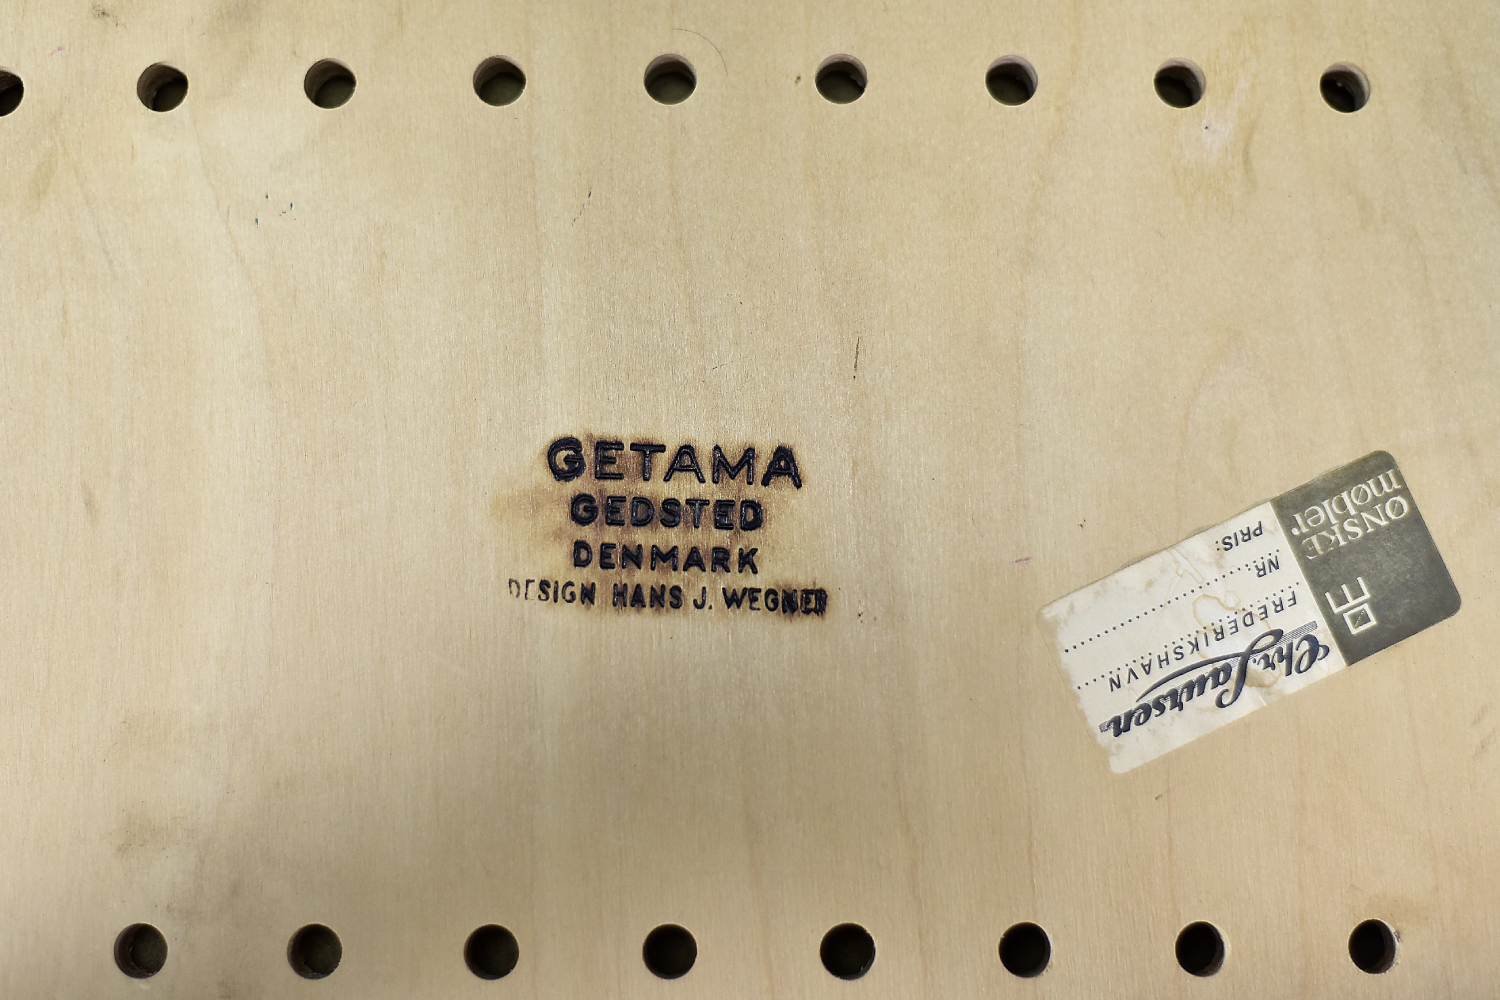 GETAMA
GEDSTED
DENMARK
DESIGN HANS J. WEGNER
ØNSKE
møbler
Chr. Laursen
FREDERIKSHAVN
NR.
PRIS: